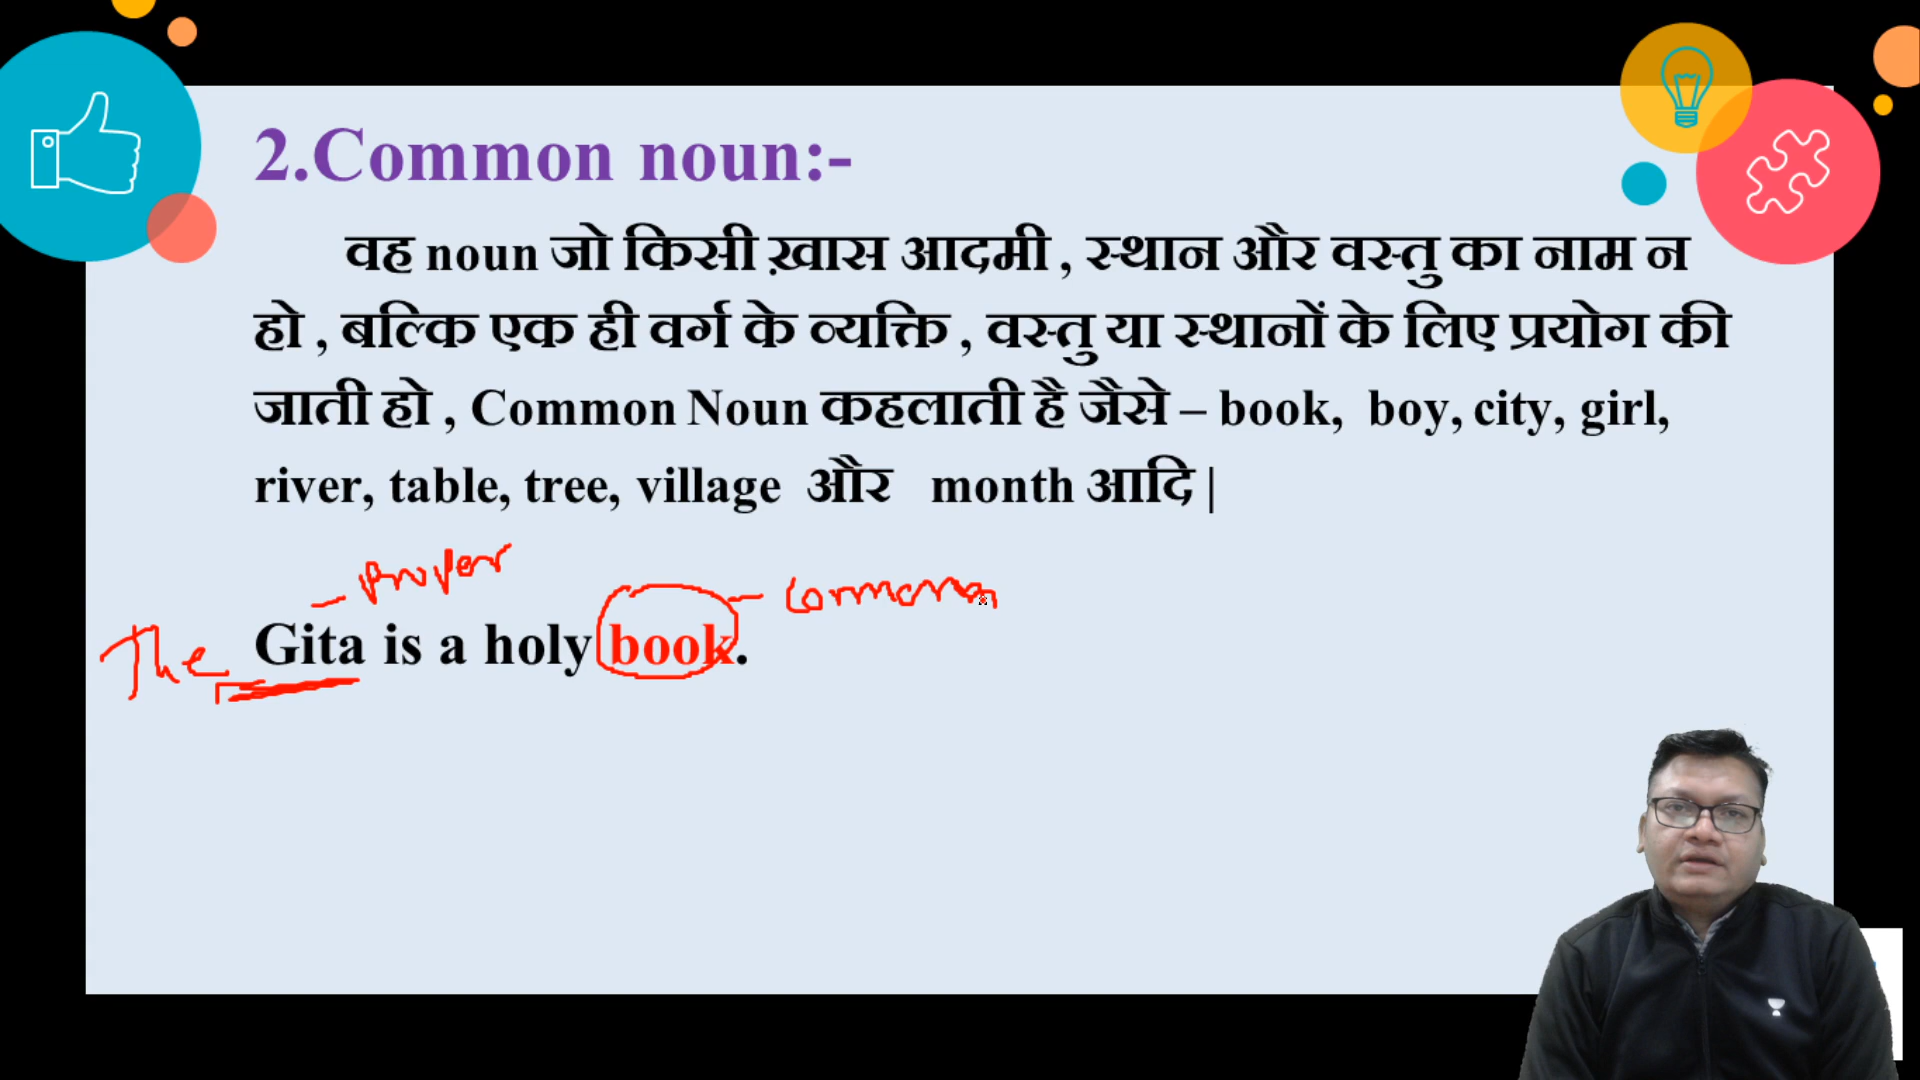 2.Common noun:-
वह noun जो किसी ख़ास आदमी , स्थान और वस्तु का नाम न
हो , बल्कि एक ही वर्ग के व्यक्ति , वस्तु या स्थानों के लिए प्रयोग की
जाती हो , Common Noun कहलाती है जैसे – book, boy, city, girl,
river, table, tree, village और month आदि |
– Proper
– Common
The Gita is a holy book.